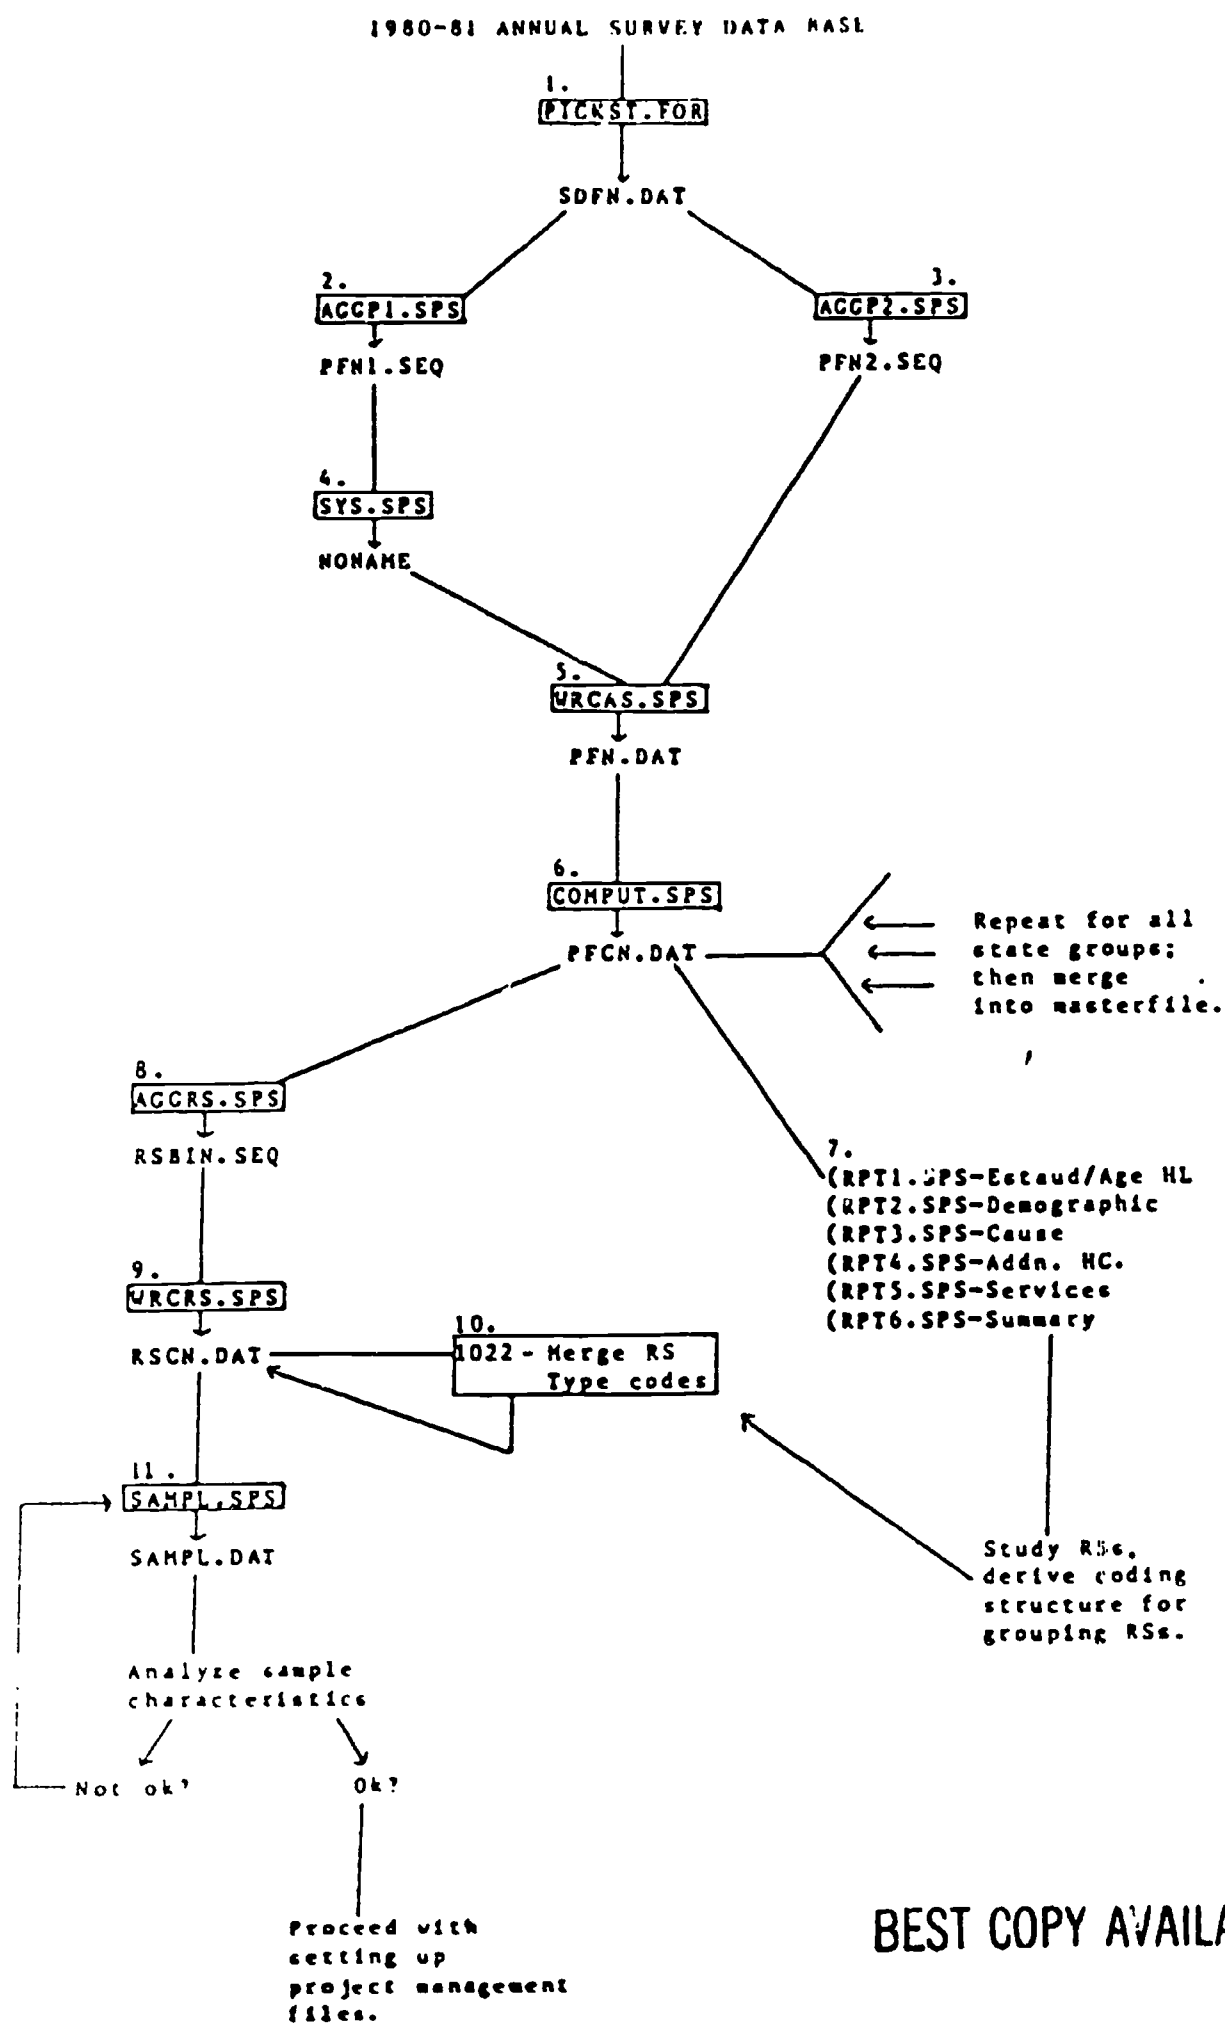 1980-81 ANNUAL SURVEY DATA BASE
1.
PICKST.FOR
SDFN.DAT
2.
AGGP1.SPS
3.
AGGP2.SPS
PFN1.SEQ
PFN2.SEQ
4.
SYS.SPS
NONAME
5.
WRCAS.SPS
PFN.DAT
6.
COMPUT.SPS
PFCN.DAT
Repeat for all
state groups;
then merge
into masterfile.
8.
AGGRS.SPS
RSBIN.SEQ
7.
(RPT1.SPS-Estaud/Age HL
(RPT2.SPS-Demographic
(RPT3.SPS-Cause
(RPT4.SPS-Addn. HC.
(RPT5.SPS-Services
(RPT6.SPS-Summary
9.
WRCRS.SPS
RSCN.DAT
10.
1022 - Merge RS
Type codes
11.
SAMPL.SPS
SAMPL.DAT
Study RSs,
derive coding
structure for
grouping RSs.
Analyze sample
characteristics
Not ok?
Ok?
Proceed with
setting up
project management
files.
BEST COPY AVAILA